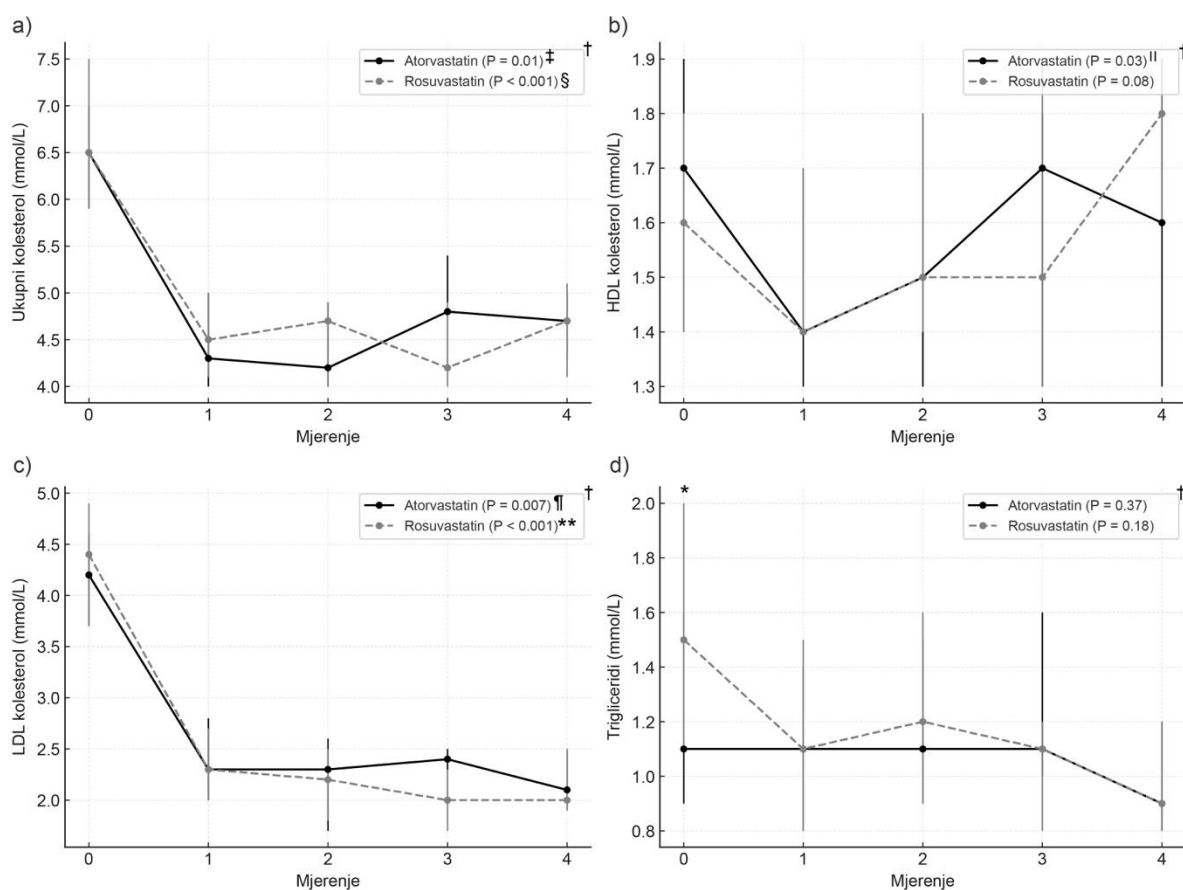 a)
†
Atorvastatin (P = 0.01)‡
Rosuvastatin (P < 0.001)§
7.5
7.0
6.5
6.0
5.5
5.0
4.5
4.0
Ukupni kolesterol (mmol/L)
0 1 2 3 4
Mjerenje
b)
†
Atorvastatin (P = 0.03)||
Rosuvastatin (P = 0.08)
1.9
1.8
1.7
1.6
1.5
1.4
1.3
HDL kolesterol (mmol/L)
0 1 2 3 4
Mjerenje
c)
†
Atorvastatin (P = 0.007)¶
Rosuvastatin (P < 0.001)**
5.0
4.5
4.0
3.5
3.0
2.5
2.0
LDL kolesterol (mmol/L)
0 1 2 3 4
Mjerenje
d)
†
*
Atorvastatin (P = 0.37)
Rosuvastatin (P = 0.18)
2.0
1.8
1.6
1.4
1.2
1.0
0.8
Trigliceridi (mmol/L)
0 1 2 3 4
Mjerenje